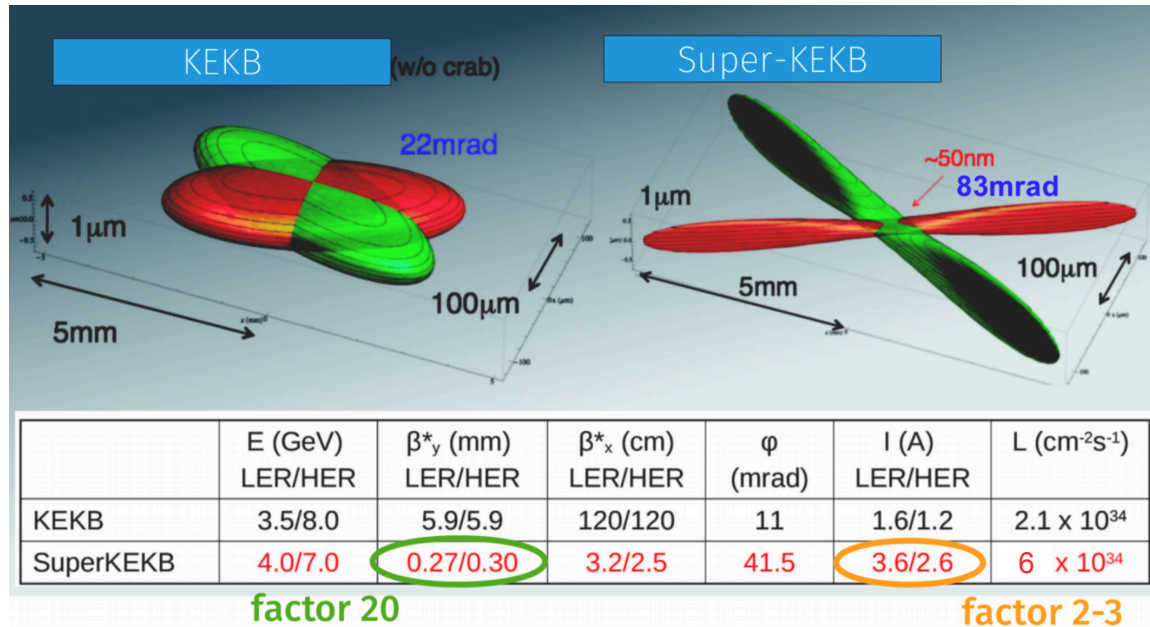 KEKB
(w/o crab)
Super-KEKB
22mrad
1μm
5mm
100μm
~50nm
83mrad
1μm
5mm
100μm
E (GeV) LER/HER
β*y (mm) LER/HER
β*x (cm) LER/HER
φ (mrad)
I (A) LER/HER
L (cm-2s-1)
KEKB 3.5/8.0 5.9/5.9 120/120 11 1.6/1.2 2.1 x 10^34
SuperKEKB 4.0/7.0 0.27/0.30 3.2/2.5 41.5 3.6/2.6 6 x 10^34
factor 20
factor 2-3